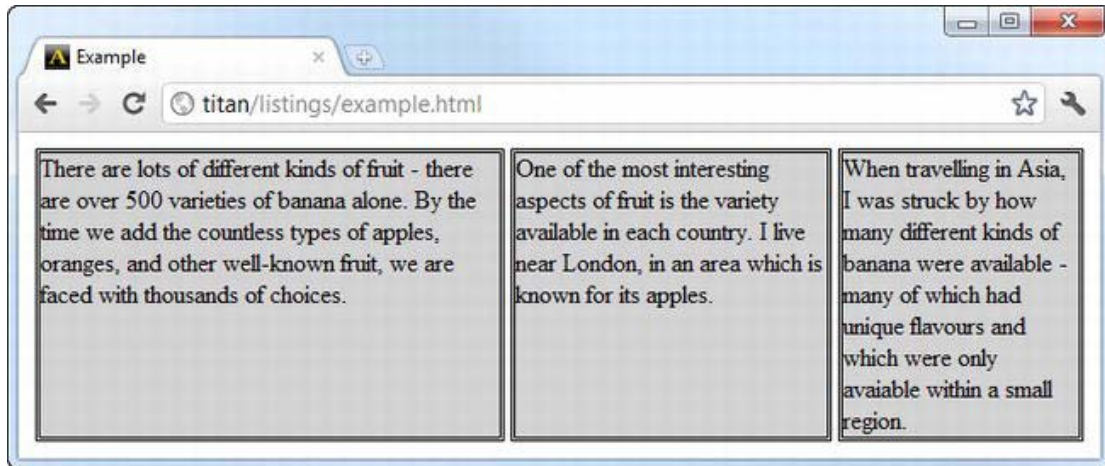 Example
titan/listings/example.html
There are lots of different kinds of fruit - there
are over 500 varieties of banana alone. By the
time we add the countless types of apples,
oranges, and other well-known fruit, we are
faced with thousands of choices.
One of the most interesting
aspects of fruit is the variety
available in each country. I live
near London, in an area which is
known for its apples.
When travelling in Asia,
I was struck by how
many different kinds of
banana were available -
many of which had
unique flavours and
which were only
avaiable within a small
region.